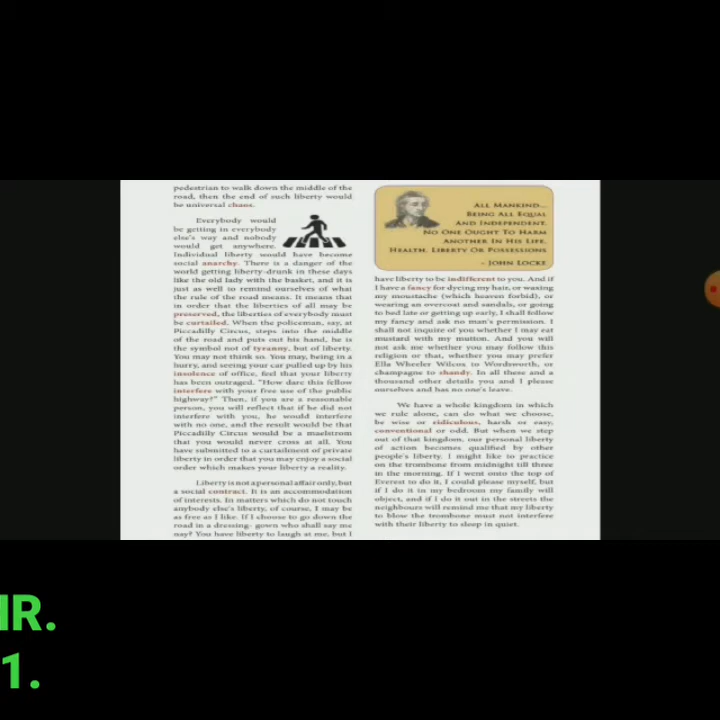 pedestrian to walk down the middle of the
road, then the end of such liberty would
be universal chaos.
Everybody would
be getting in everybody
else's way and nobody
would get anywhere.
Individual liberty would have become
social anarchy. There is a danger of the
world getting liberty-drunk in these days
like the old lady with the basket, and it is
just as well to remind ourselves of what
the rule of the road means. It means that
in order that the liberties of all may be
preserved, the liberties of everybody must
be curtailed. When the policeman, say, at
Piccadilly Circus, steps into the middle
of the road and puts out his hand, he is
the symbol not of tyranny, but of liberty.
You may not think so. You may, being in a
hurry, and seeing your car pulled up by his
insolence of office, feel that your liberty
has been outraged. "How dare this fellow
interfere with your free use of the public
highway?" Then, if you are a reasonable
person, you will reflect that if he did not
interfere with you, he would interfere
with no one, and the result would be that
Piccadilly Circus would be a maelstrom
that you would never cross at all. You
have submitted to a curtailment of private
liberty in order that you may enjoy a social
order which makes your liberty a reality.
Liberty is not a personal affair only, but
a social contract. It is an accommodation
of interests. In matters which do not touch
anybody else's liberty, of course, I may be
as free as I like. If I choose to go down the
road in a dressing- gown who shall say me
nay? You have liberty to laugh at me, but I
ALL MANKIND...
BEING ALL EQUAL
AND INDEPENDENT,
NO ONE OUGHT TO HARM
ANOTHER IN HIS LIFE,
HEALTH, LIBERTY OR POSSESSIONS
- JOHN LOCKE
have liberty to be indifferent to you. And if
I have a fancy for dyeing my hair, or waxing
my moustache (which heaven forbid), or
wearing an overcoat and sandals, or going
to bed late or getting up early, I shall follow
my fancy and ask no man's permission. I
shall not inquire of you whether I may eat
mustard with my mutton. And you will
not ask me whether you may follow this
religion or that, whether you may prefer
Ella Wheeler Wilcox to Wordsworth, or
champagne to shandy. In all these and a
thousand other details you and I please
ourselves and has no one's leave.
We have a whole kingdom in which
we rule alone, can do what we choose,
be wise or ridiculous, harsh or easy,
conventional or odd. But when we step
out of that kingdom, our personal liberty
of action becomes qualified by other
people's liberty. I might like to practice
on the trombone from midnight till three
in the morning. If I went onto the top of
Everest to do it, I could please myself, but
if I do it in my bedroom my family will
object, and if I do it out in the streets the
neighbours will remind me that my liberty
to blow the trombone must not interfere
with their liberty to sleep in quiet.
IR.
1.